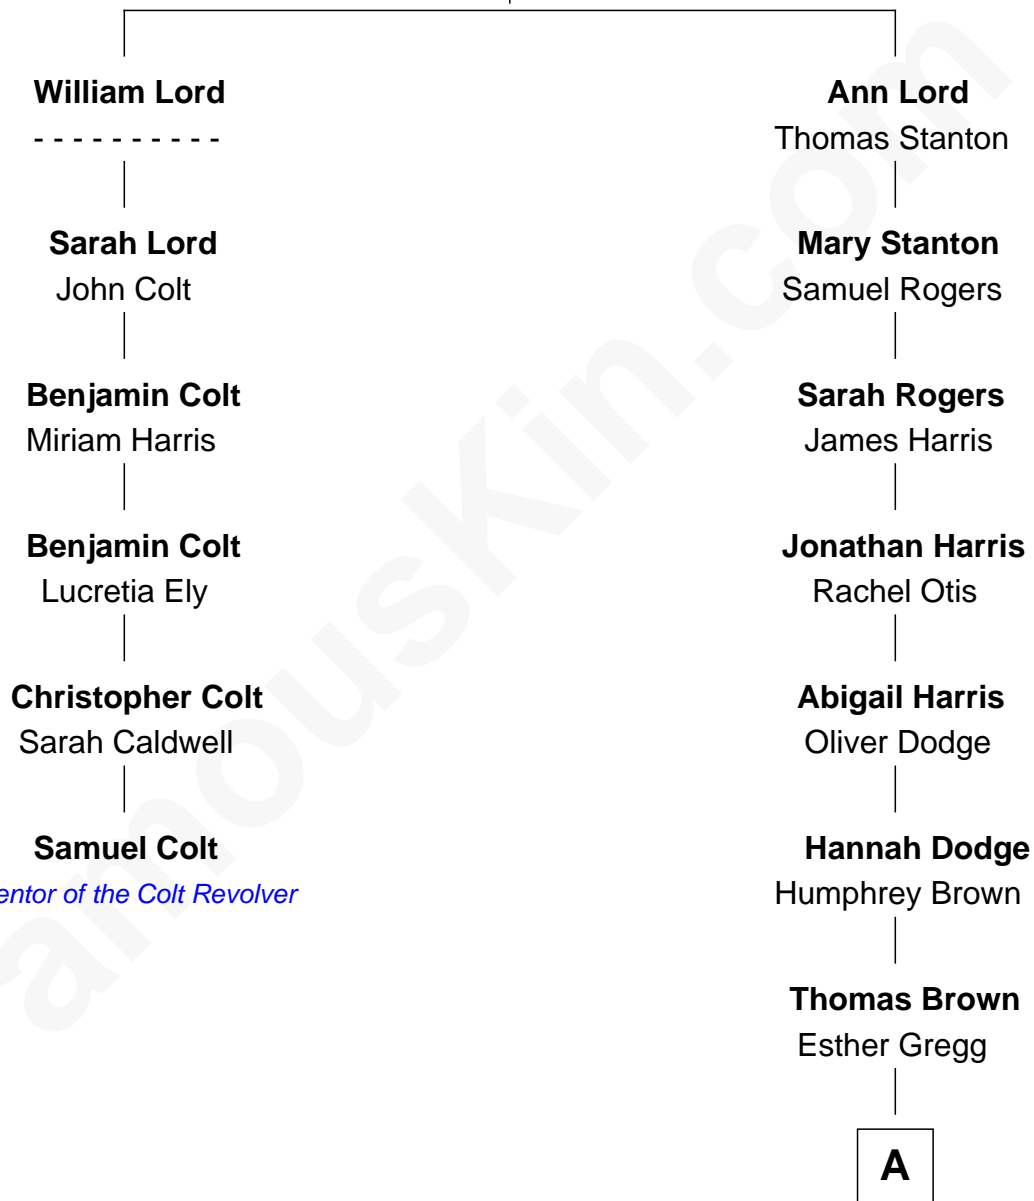 William Lord
- - - - - - - - - -
Sarah Lord
John Colt
Benjamin Colt
Miriam Harris
Benjamin Colt
Lucretia Ely
Christopher Colt
Sarah Caldwell
Samuel Colt
entor of the Colt Revolver
Ann Lord
Thomas Stanton
Mary Stanton
Samuel Rogers
Sarah Rogers
James Harris
Jonathan Harris
Rachel Otis
Abigail Harris
Oliver Dodge
Hannah Dodge
Humphrey Brown
Thomas Brown
Esther Gregg
A
amouskin.com